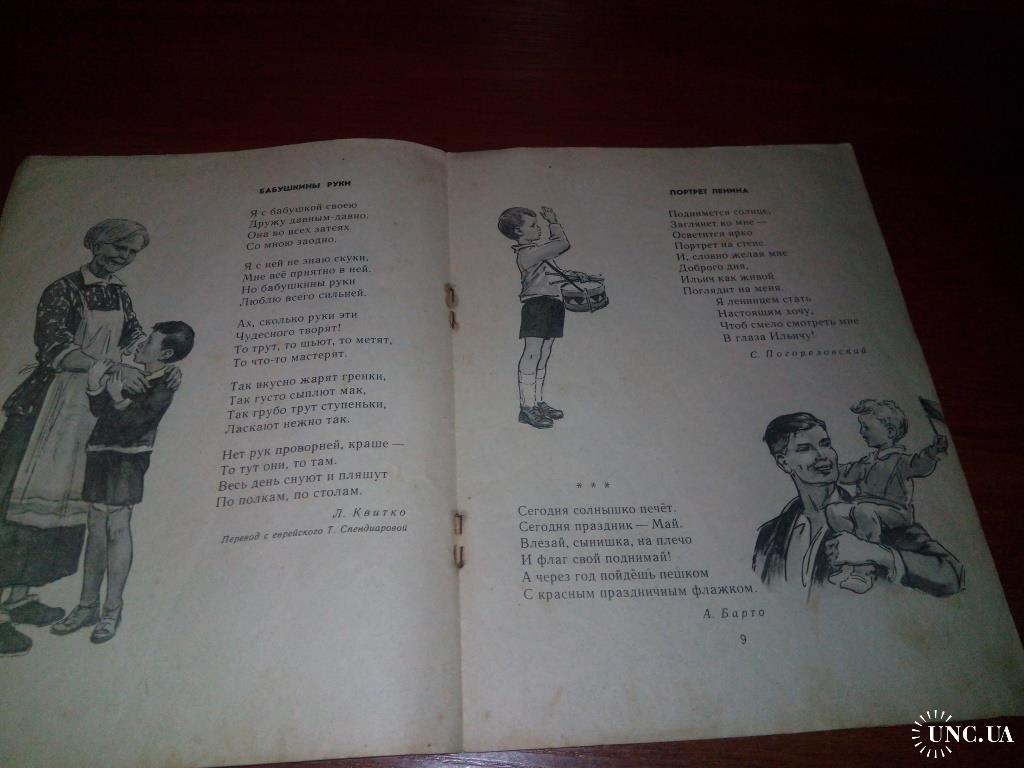 БАБУШКИНЫ РУКИ
Я с бабушкой своею
Дружу давным-давно.
Она во всех затеях
Со мною заодно.
Я с ней не знаю скуки,
Мне всё приятно в ней.
Но бабушкины руки
Люблю всего сильней.
Ах, сколько руки эти
Чудесного творят!
То трут, то шьют, то метят,
То что-то мастерят.
Так вкусно жарят гренки,
Так густо сыплют мак,
Так грубо трут ступеньки,
Ласкают нежно так.
Нет рук проворней, краше —
То тут они, то там.
Весь день снуют и пляшут
По полкам, по столам.
Л. Квитко
Перевод с еврейского Т. Спендиаровой
ПОРТРЕТ ЛЕНИНА
Поднимется солнце,
Заглянет ко мне —
Осветится ярко
Портрет на стене.
И, словно желая мне
Доброго дня,
Ильич как живой
Поглядит на меня.
Я ленинцем стать
Настоящим хочу,
Чтоб смело смотреть мне
В глаза Ильичу!
С. Погореловский
* * *
Сегодня солнышко печёт.
Сегодня праздник — Май.
Влезай, сынишка, на плечо
И флаг свой поднимай!
А через год пойдёшь пешком
С красным праздничным флажком.
А. Барто
9
UNC.UA